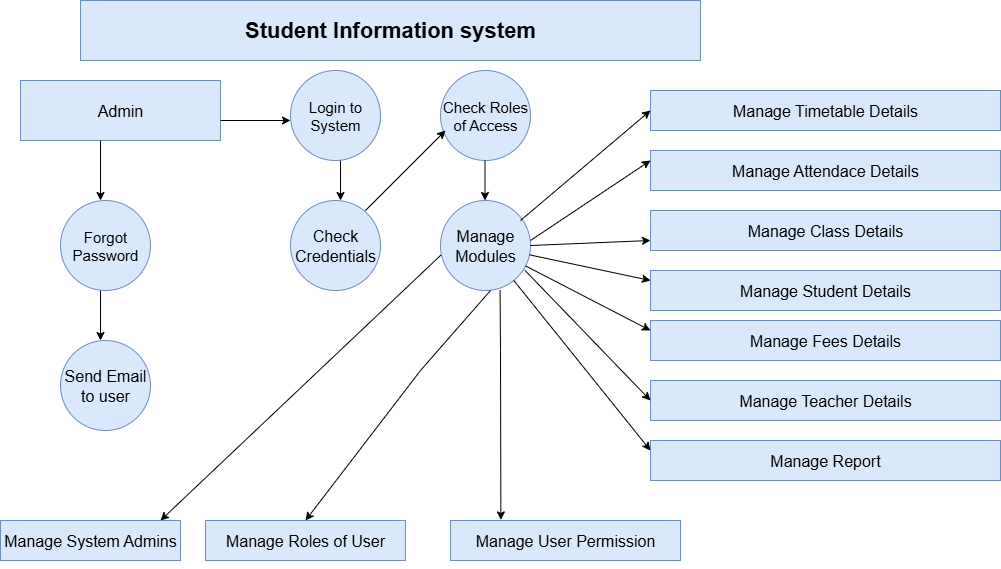 Student Information system
Admin
Login to
System
Check Roles
of Access
Manage Timetable Details
Manage Attendace Details
Forgot
Password
Check
Credentials
Manage
Modules
Manage Class Details
Manage Student Details
Manage Fees Details
Send Email
to user
Manage Teacher Details
Manage Report
Manage System Admins
Manage Roles of User
Manage User Permission